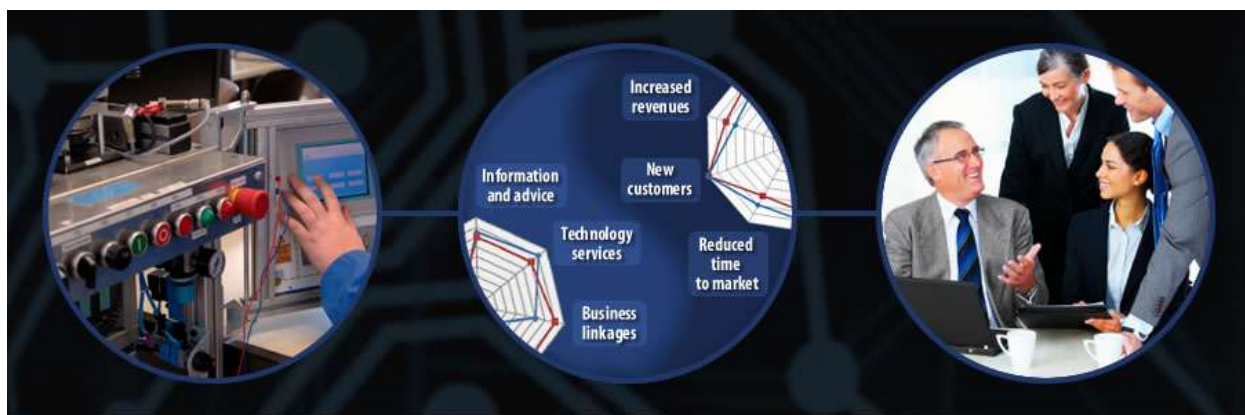 Increased
revenues
New
customers
Reduced
time
to market
Information
and advice
Technology
services
Business
linkages